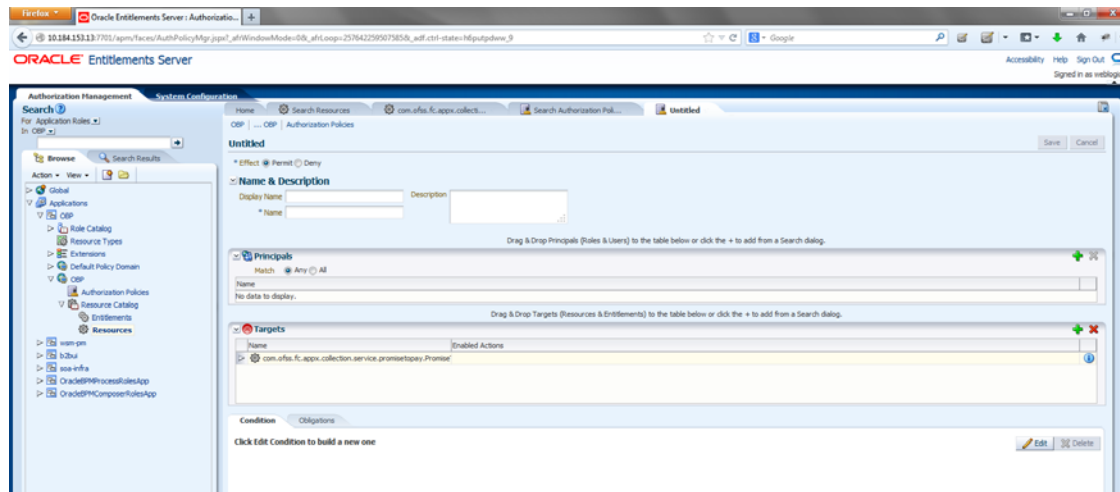 Firefox
Oracle Entitlements Server : Authorizatio...
10.184.153.13:7701/apm/faces/AuthPolicyMgr.jspx?_afrWindowMode=0&_afrLoop=2576422595073858&_adf.ctrl-state=h6putpdww_9
Google
ORACLE Entitlements Server
Accessibility Help Sign Out
Signed in as weblogic
Authorization Management System Configuration
Search
For Application Roles
In OBP
Browse Search Results
Action View
Global
Applications
OBP
Role Catalog
Resource Types
Extensions
Default Policy Domain
OBP
Authorization Policies
Resource Catalog
Entitlements
Resources
wsm-pm
b2bui
soa-infra
OracleBPMProcessRolesApp
OracleBPMComposerRolesApp
Home Search Resources com.ofss.fc.appx.collecti... Search Authorization Poli... Untitled
OBP | ... OBP | Authorization Policies
Untitled
Save Cancel
* Effect Permit Deny
Name & Description
Display Name
Description
* Name
Drag & Drop Principals (Roles & Users) to the table below or click the + to add from a Search dialog.
Principals
Match Any All
Name
No data to display.
Drag & Drop Targets (Resources & Entitlements) to the table below or click the + to add from a Search dialog.
Targets
Name Enabled Actions
com.ofss.fc.appx.collection.service.promisetopay.Promise
Condition Obligations
Click Edit Condition to build a new one
Edit Delete